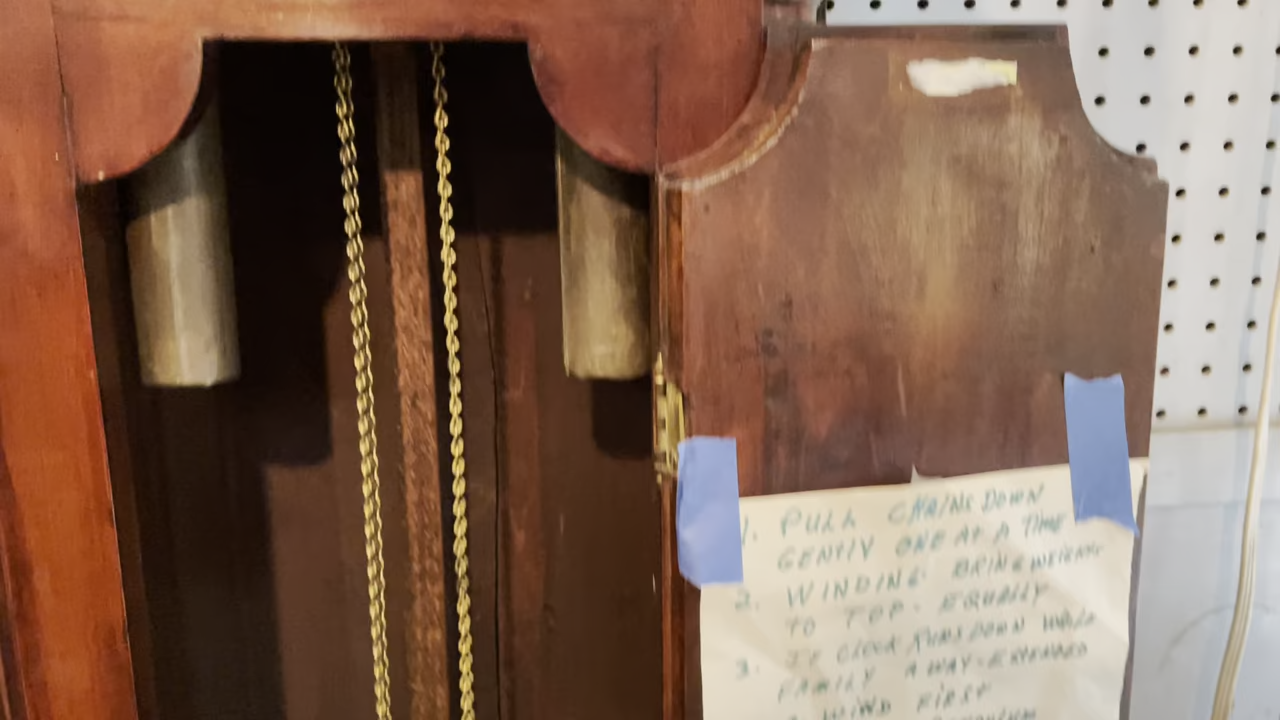 1. PULL CHAINS DOWN
GENTLY ONE AT A TIME
2. WINDING BRING WEIGHTS
TO TOP - EQUALLY
3. IF CLOCK RUNS DOWN WHILE
FAMILY AWAY - EXTENDED
WIND FIRST